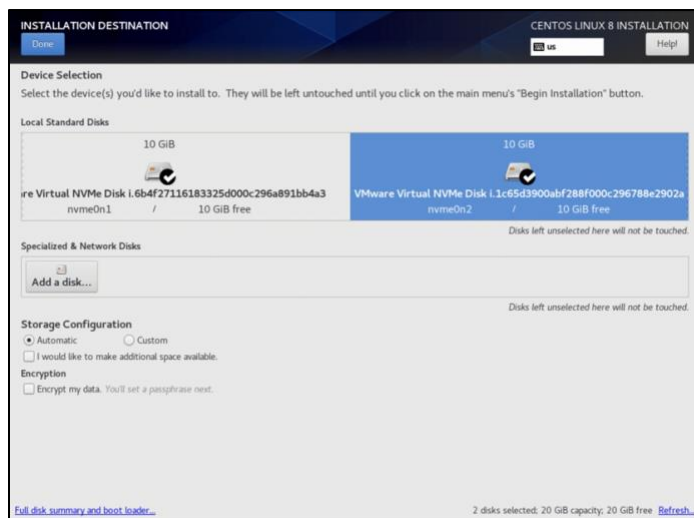 INSTALLATION DESTINATION
CENTOS LINUX 8 INSTALLATION
Done
us
Help!
Device Selection
Select the device(s) you'd like to install to. They will be left untouched until you click on the main menu's "Begin Installation" button.
Local Standard Disks
10 GiB
re Virtual NVMe Disk i.6b4f27116183325d000c296a891bb4a3
nvme0n1 / 10 GiB free
10 GiB
VMware Virtual NVMe Disk i.1c65d3900abf288f000c296788e2902a
nvme0n2 / 10 GiB free
Disks left unselected here will not be touched.
Specialized & Network Disks
Add a disk...
Disks left unselected here will not be touched.
Storage Configuration
Automatic
Custom
I would like to make additional space available.
Encryption
Encrypt my data. You'll set a passphrase next.
Full disk summary and boot loader...
2 disks selected; 20 GiB capacity; 20 GiB free Refresh...